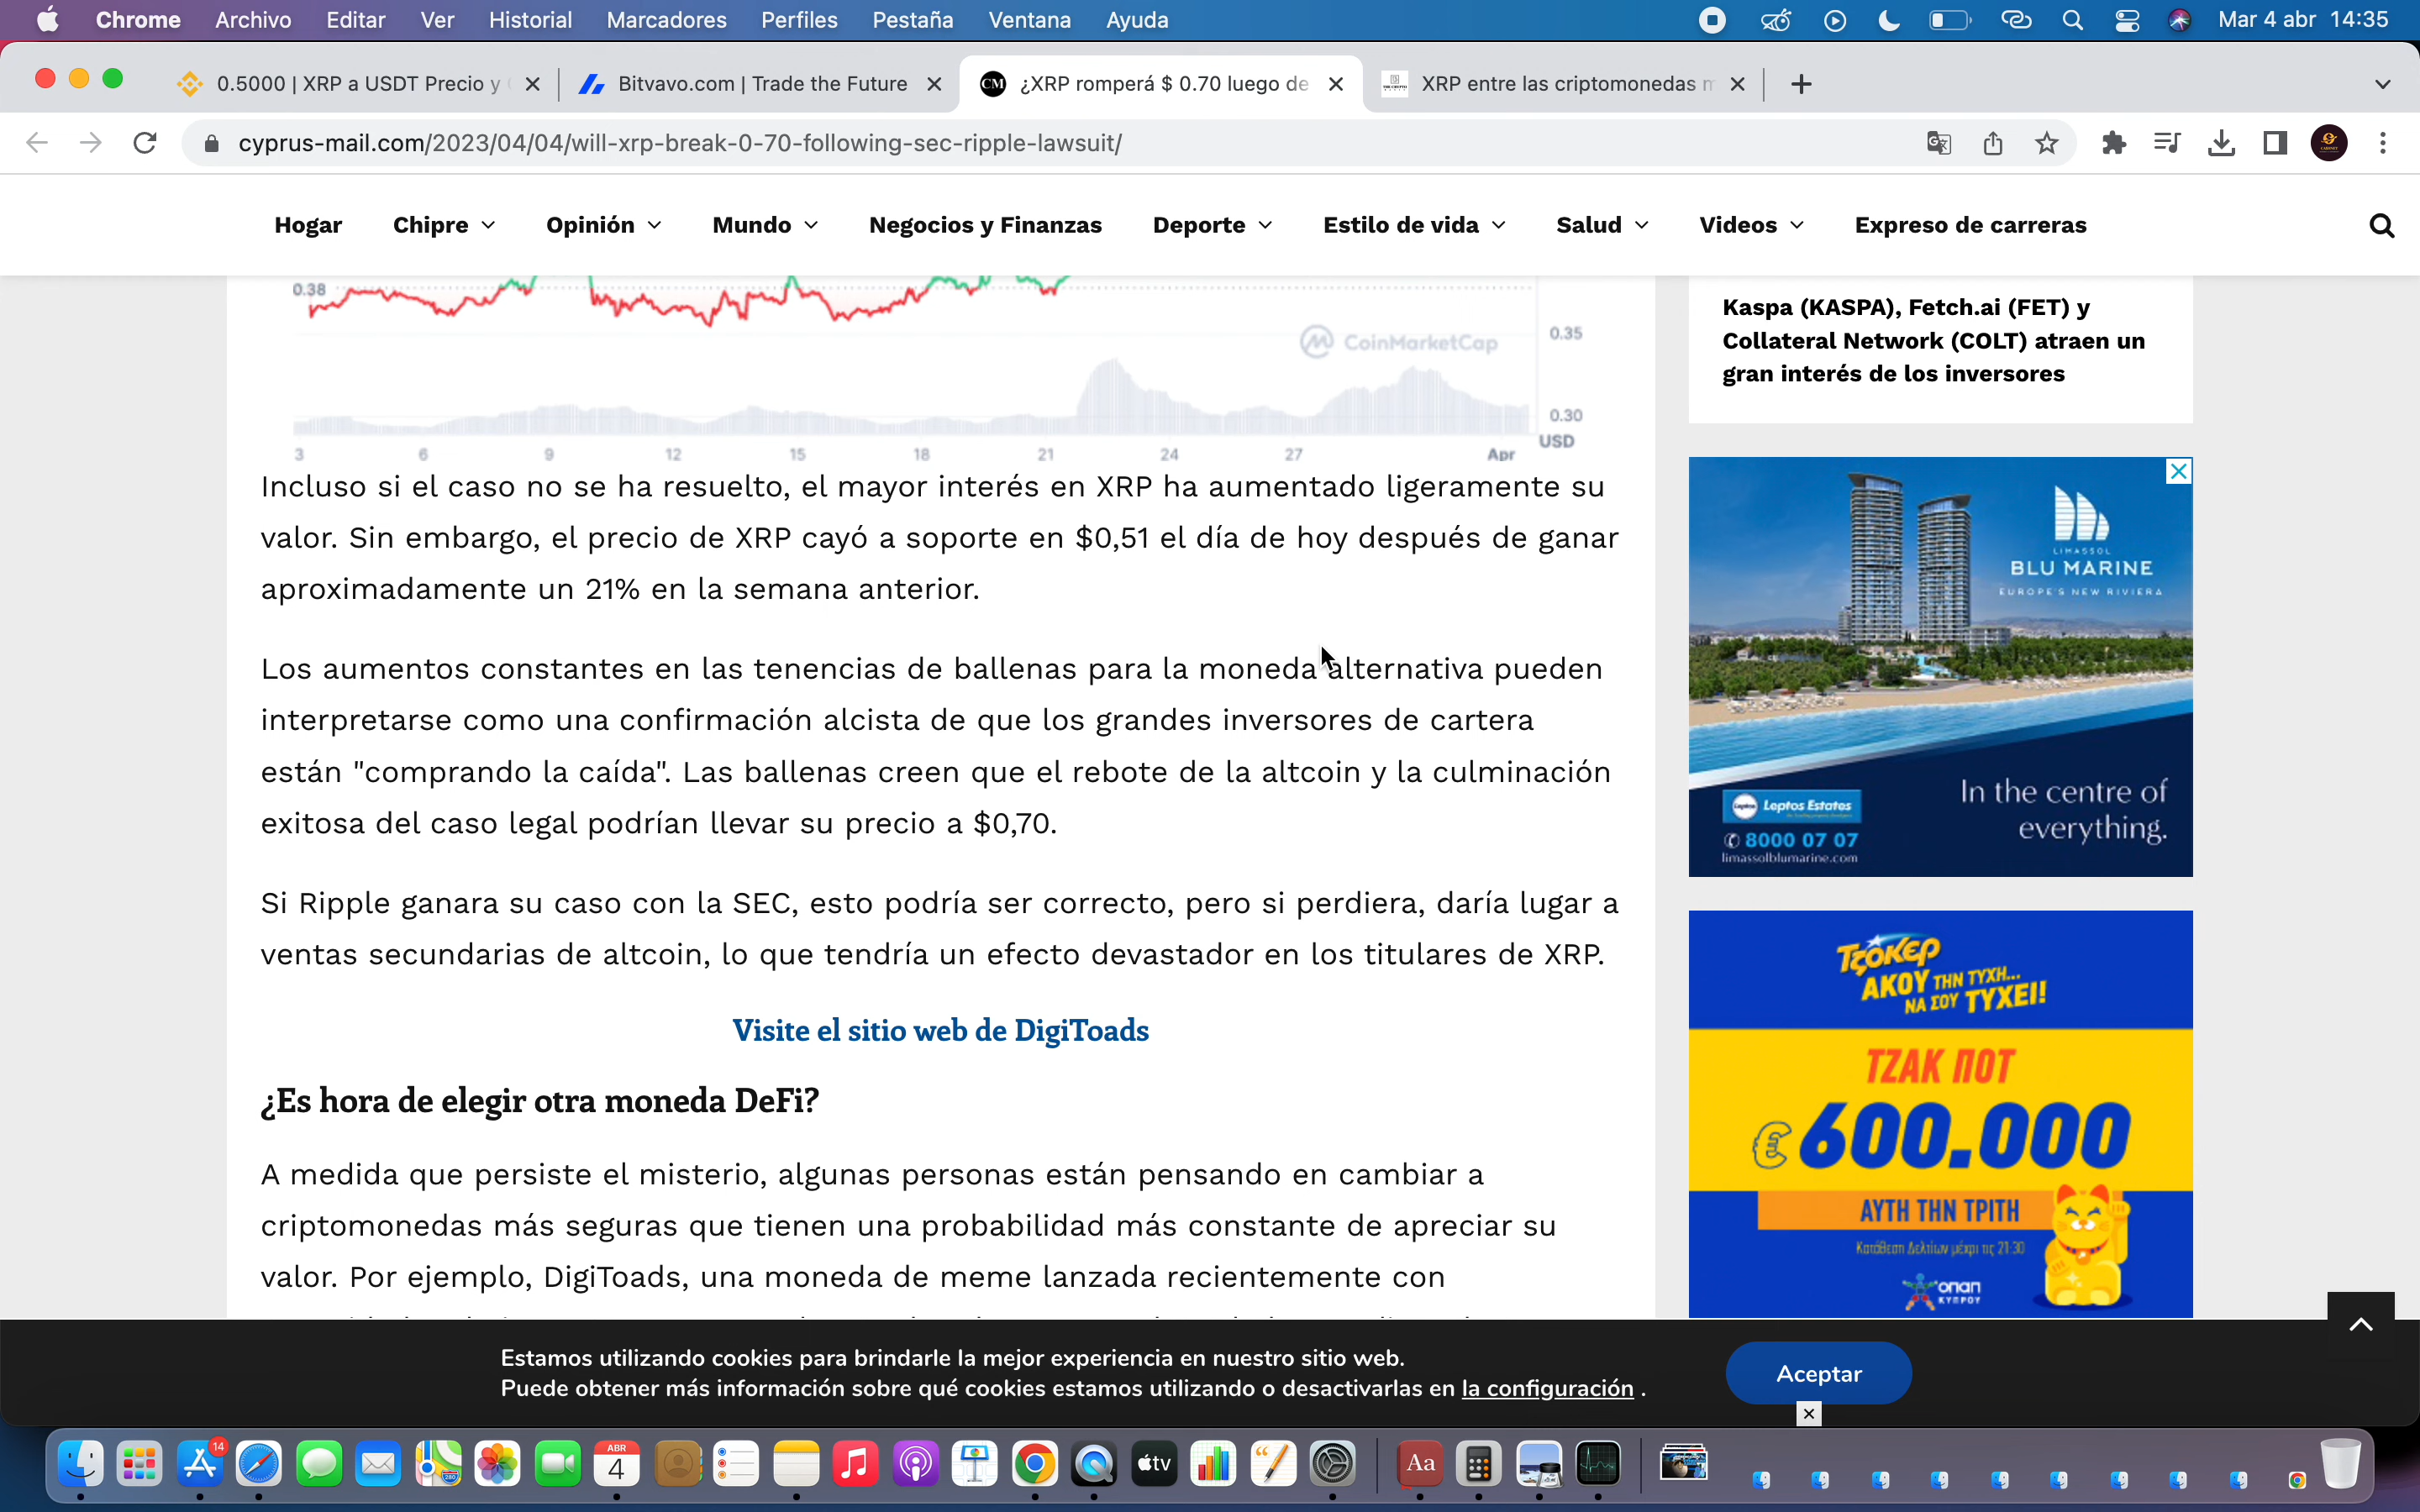 Chrome Archivo Editar Ver Historial Marcadores Perfiles Pestaña Ventana Ayuda Mar 4 abr 14:35
0.5000 | XRP a USDT Precio y
Bitvavo.com | Trade the Future
CM ¿XRP romperá $ 0.70 luego de
XRP entre las criptomonedas m
cyprus-mail.com/2023/04/04/will-xrp-break-0-70-following-sec-ripple-lawsuit/
Hogar Chipre Opinión Mundo Negocios y Finanzas Deporte Estilo de vida Salud Videos Expreso de carreras
0.38
0.35
CoinMarketCap
0.30
USD
3 6 9 12 15 18 21 24 27 Apr
Incluso si el caso no se ha resuelto, el mayor interés en XRP ha aumentado ligeramente su
valor. Sin embargo, el precio de XRP cayó a soporte en $0,51 el día de hoy después de ganar
aproximadamente un 21% en la semana anterior.
Los aumentos constantes en las tenencias de ballenas para la moneda alternativa pueden
interpretarse como una confirmación alcista de que los grandes inversores de cartera
están "comprando la caída". Las ballenas creen que el rebote de la altcoin y la culminación
exitosa del caso legal podrían llevar su precio a $0,70.
Si Ripple ganara su caso con la SEC, esto podría ser correcto, pero si perdiera, daría lugar a
ventas secundarias de altcoin, lo que tendría un efecto devastador en los titulares de XRP.
Visite el sitio web de DigiToads
¿Es hora de elegir otra moneda DeFi?
A medida que persiste el misterio, algunas personas están pensando en cambiar a
criptomonedas más seguras que tienen una probabilidad más constante de apreciar su
valor. Por ejemplo, DigiToads, una moneda de meme lanzada recientemente con
Kaspa (KASPA), Fetch.ai (FET) y
Collateral Network (COLT) atraen un
gran interés de los inversores
LIMASSOL
BLU MARINE
EUROPE'S NEW RIVIERA
Leptos Estates
8000 07 07
limassolblumarine.com
In the centre of
everything.
ΤζόΚΕΡ
ΑΚΟΥ ΤΗΝ ΤΥΧΗ...
ΝΑ ΣΟΥ ΤΥΧΕΙ!
ΤΖΑΚ ΠΟΤ
€600.000
ΑΥΤΗ ΤΗΝ ΤΡΙΤΗ
Κατάθεση Δελτίων μέχρι τις 21:30
οπαπ
ΚΥΠΡΟΥ
Estamos utilizando cookies para brindarle la mejor experiencia en nuestro sitio web.
Puede obtener más información sobre qué cookies estamos utilizando o desactivarlas en la configuración .
Aceptar
14
ABR
4
280
tv
Aa